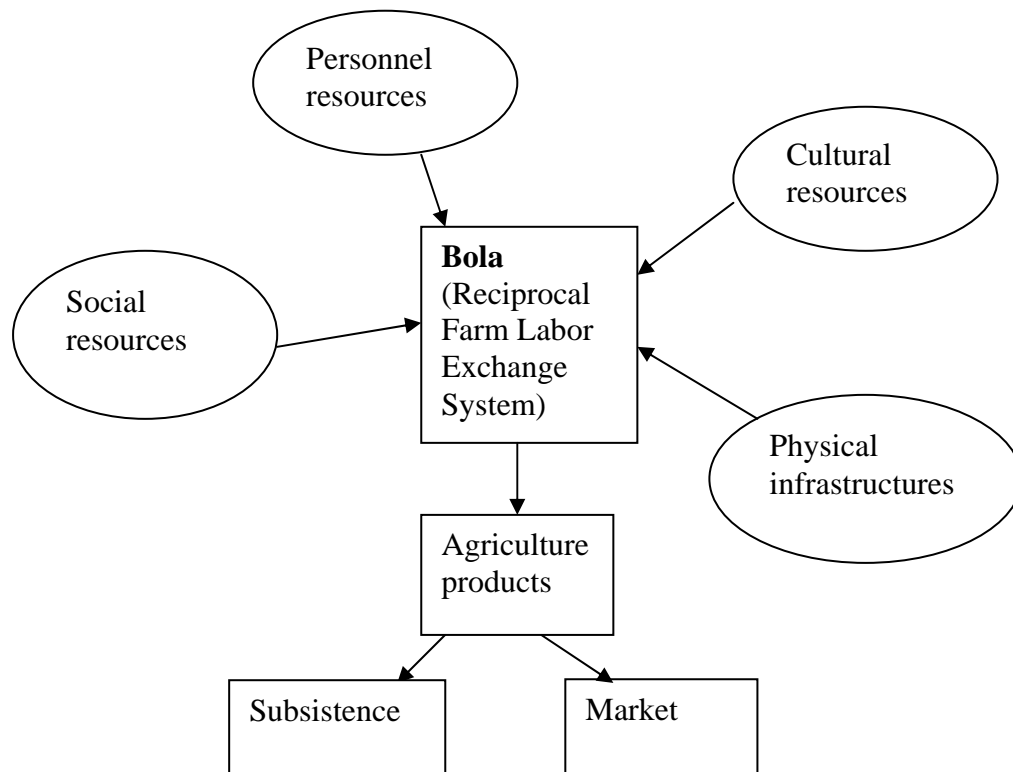 Personnel
resources
Cultural
resources
Bola
(Reciprocal
Farm Labor
Exchange
System)
Social
resources
Physical
infrastructures
Agriculture
products
Subsistence
Market